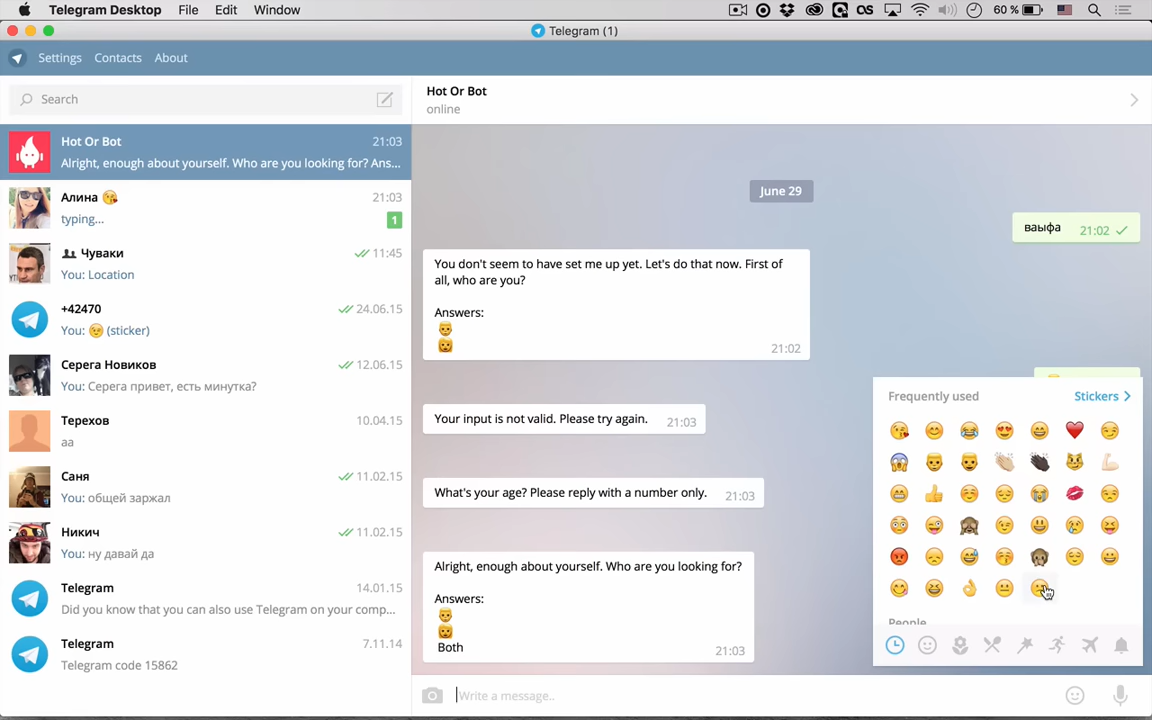 Telegram Desktop File Edit Window 60 %
Telegram (1)
Settings Contacts About
Search
Hot Or Bot 21:03
Alright, enough about yourself. Who are you looking for? Ans...
Алина 😘 21:03
typing... 1
Чуваки 11:45
You: Location
+42470 24.06.15
You: 😉 (sticker)
Серега Новиков 12.06.15
You: Серега привет, есть минутка?
Терехов 10.04.15
аа
Саня 11.02.15
You: общей заржал
Никич 11.02.15
You: ну давай да
Telegram 14.01.15
Did you know that you can also use Telegram on your comp...
Telegram 7.11.14
Telegram code 15862
Hot Or Bot
online
June 29
ваыфа 21:02
You don't seem to have set me up yet. Let's do that now. First of
all, who are you?
Answers:
21:02
Your input is not valid. Please try again. 21:03
What's your age? Please reply with a number only. 21:03
Alright, enough about yourself. Who are you looking for?
Answers:
Both
21:03
Frequently used Stickers
People
Write a message..